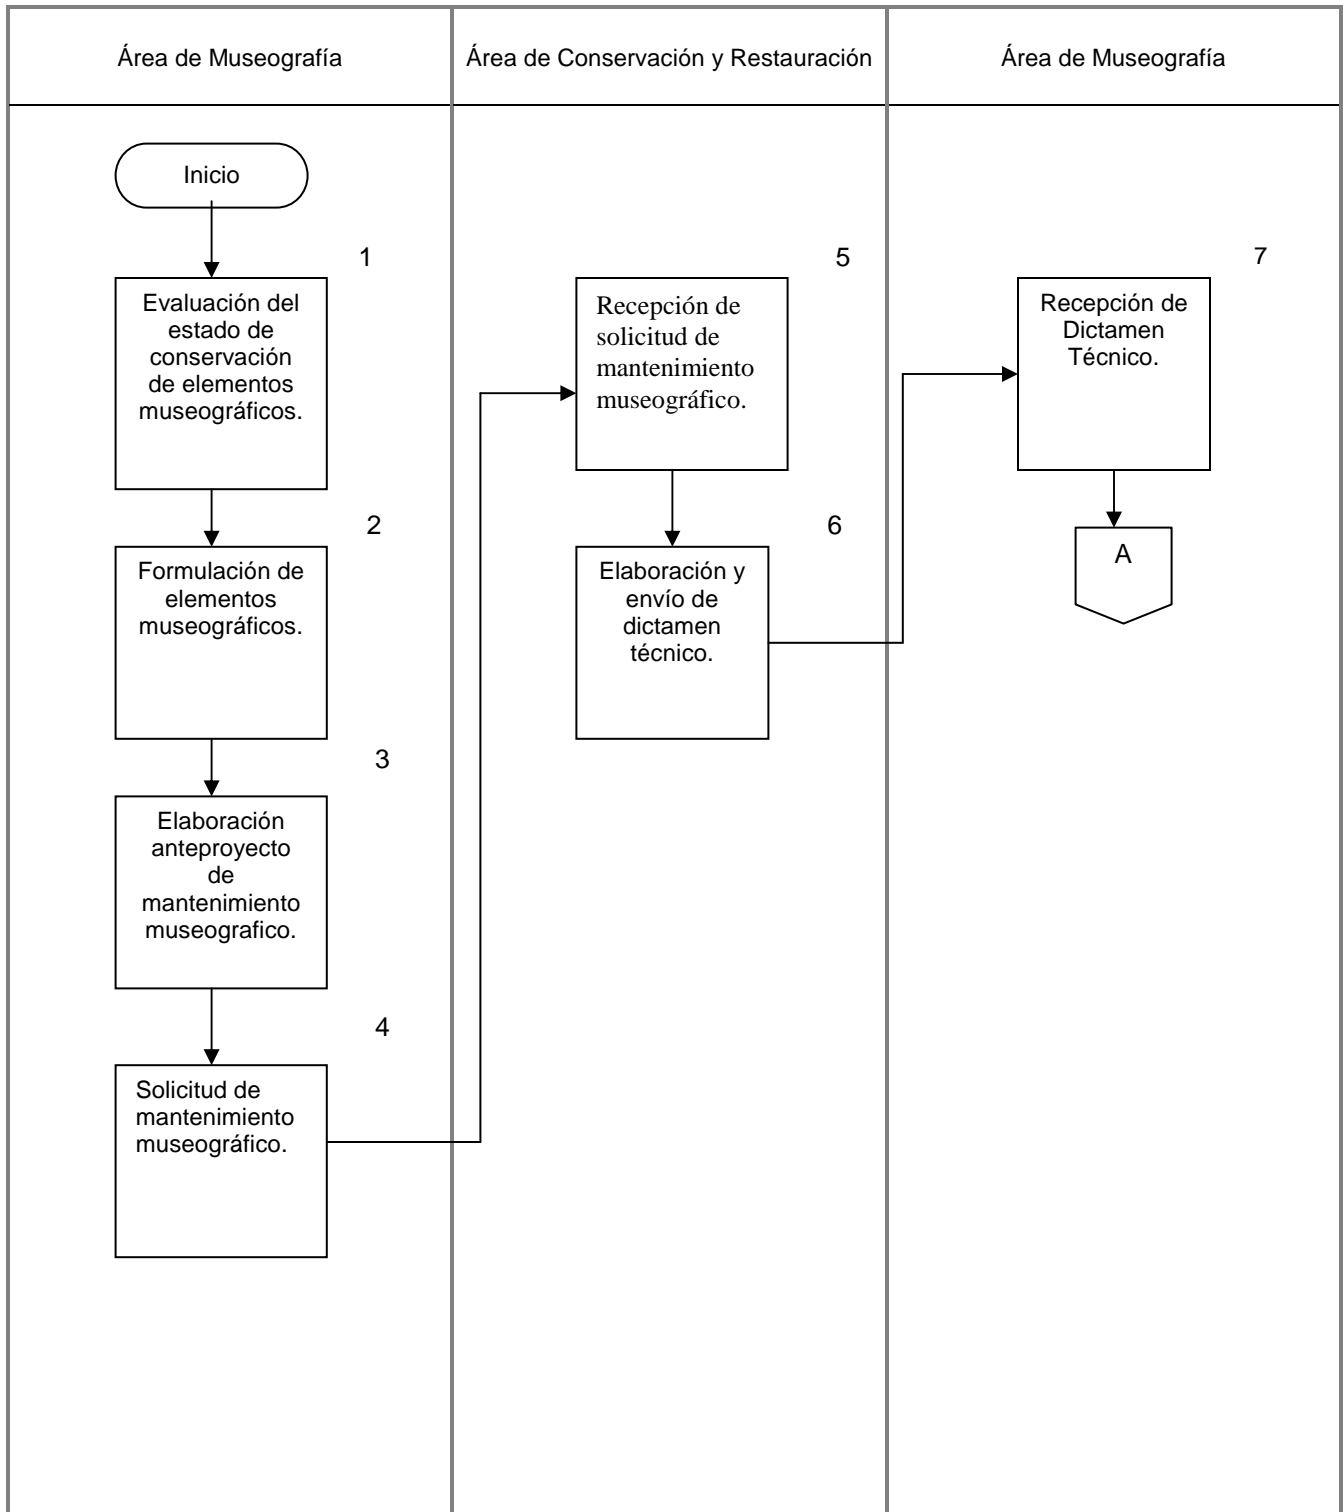 Área de Museografía
Área de Conservación y Restauración
Área de Museografía
Inicio
1
Evaluación del
estado de
conservación
de elementos
museográficos.
2
Formulación de
elementos
museográficos.
3
Elaboración
anteproyecto
de
mantenimiento
museografico.
4
Solicitud de
mantenimiento
museográfico.
5
Recepción de
solicitud de
mantenimiento
museográfico.
6
Elaboración y
envío de
dictamen
técnico.
7
Recepción de
Dictamen
Técnico.
A